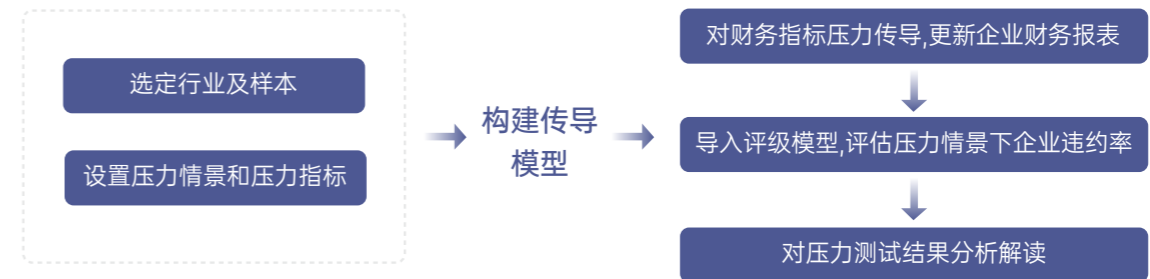 选定行业及样本
设置压力情景和压力指标
构建传导
模型
对财务指标压力传导,更新企业财务报表
导入评级模型,评估压力情景下企业违约率
对压力测试结果分析解读